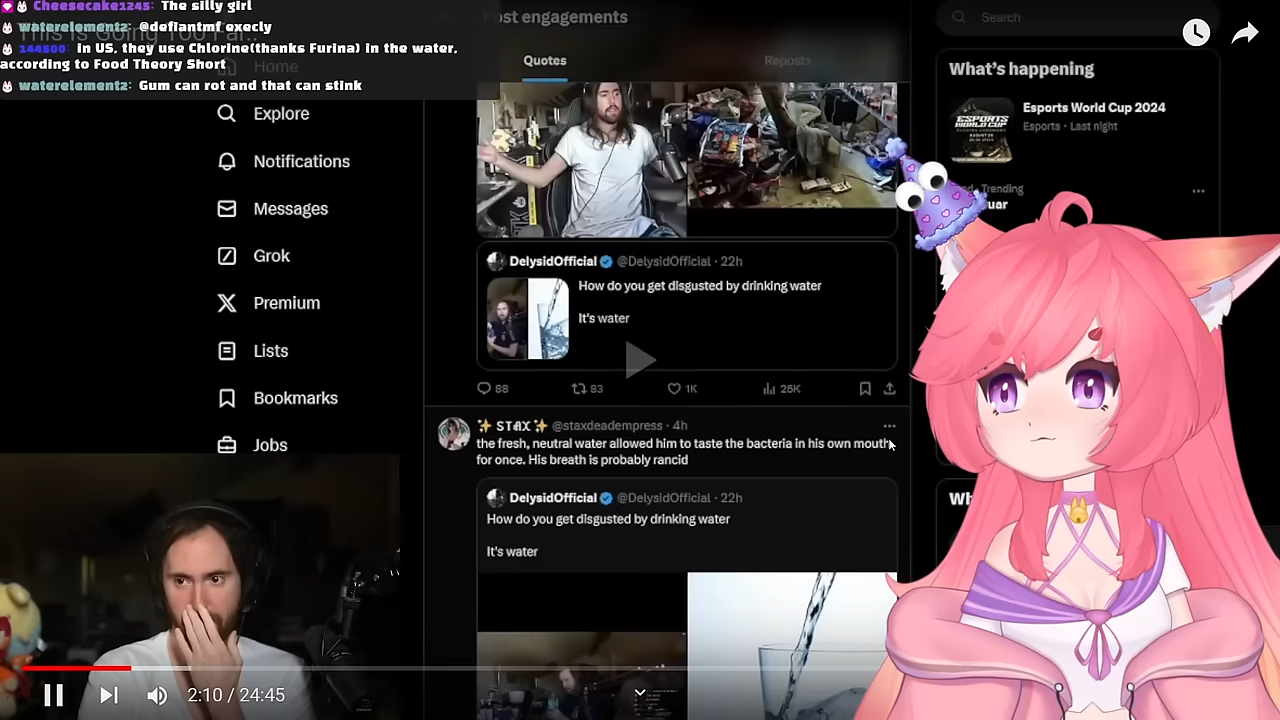 Cheesecake1245: The silly girl
waterelement2: @defiantmf execly
144500: in US, they use Chlorine(thanks Furina) in the water,
according to Food Theory Short
waterelement2: Gum can rot and that can stink
This Is Going Too Far..
Home
Explore
Notifications
Messages
Grok
Premium
Lists
Bookmarks
Jobs
Post engagements
Quotes
Reposts
DelysidOfficial @DelysidOfficial · 22h
How do you get disgusted by drinking water
It's water
88
83
1K
25K
✨ STΛX ✨ @staxdeadempress · 4h
the fresh, neutral water allowed him to taste the bacteria in his own mouth
for once. His breath is probably rancid
DelysidOfficial @DelysidOfficial · 22h
How do you get disgusted by drinking water
It's water
Search
What's happening
ESPORTS
WORLD CUP
Esports World Cup 2024
Esports · Last night
Trending
2:10 / 24:45